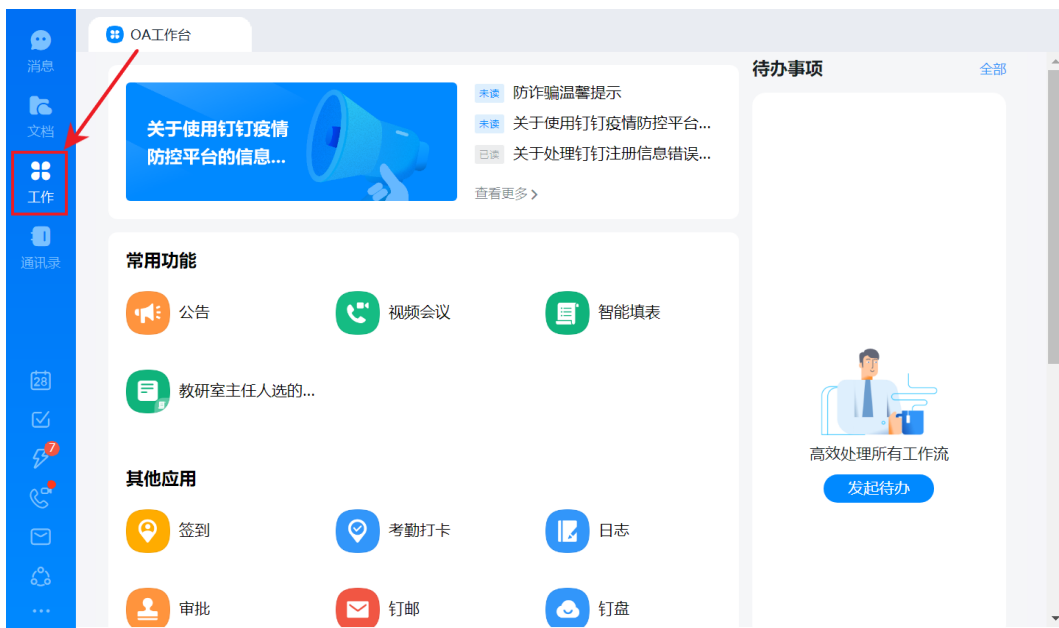 消息
文档
工作
通讯录
28
7
OA工作台
关于使用钉钉疫情
防控平台的信息...
未读 防诈骗温馨提示
未读 关于使用钉钉疫情防控平台...
已读 关于处理钉钉注册信息错误...
查看更多
常用功能
公告 视频会议 智能填表
教研室主任人选的...
其他应用
签到 考勤打卡 日志
审批 钉邮 钉盘
待办事项 全部
高效处理所有工作流
发起待办